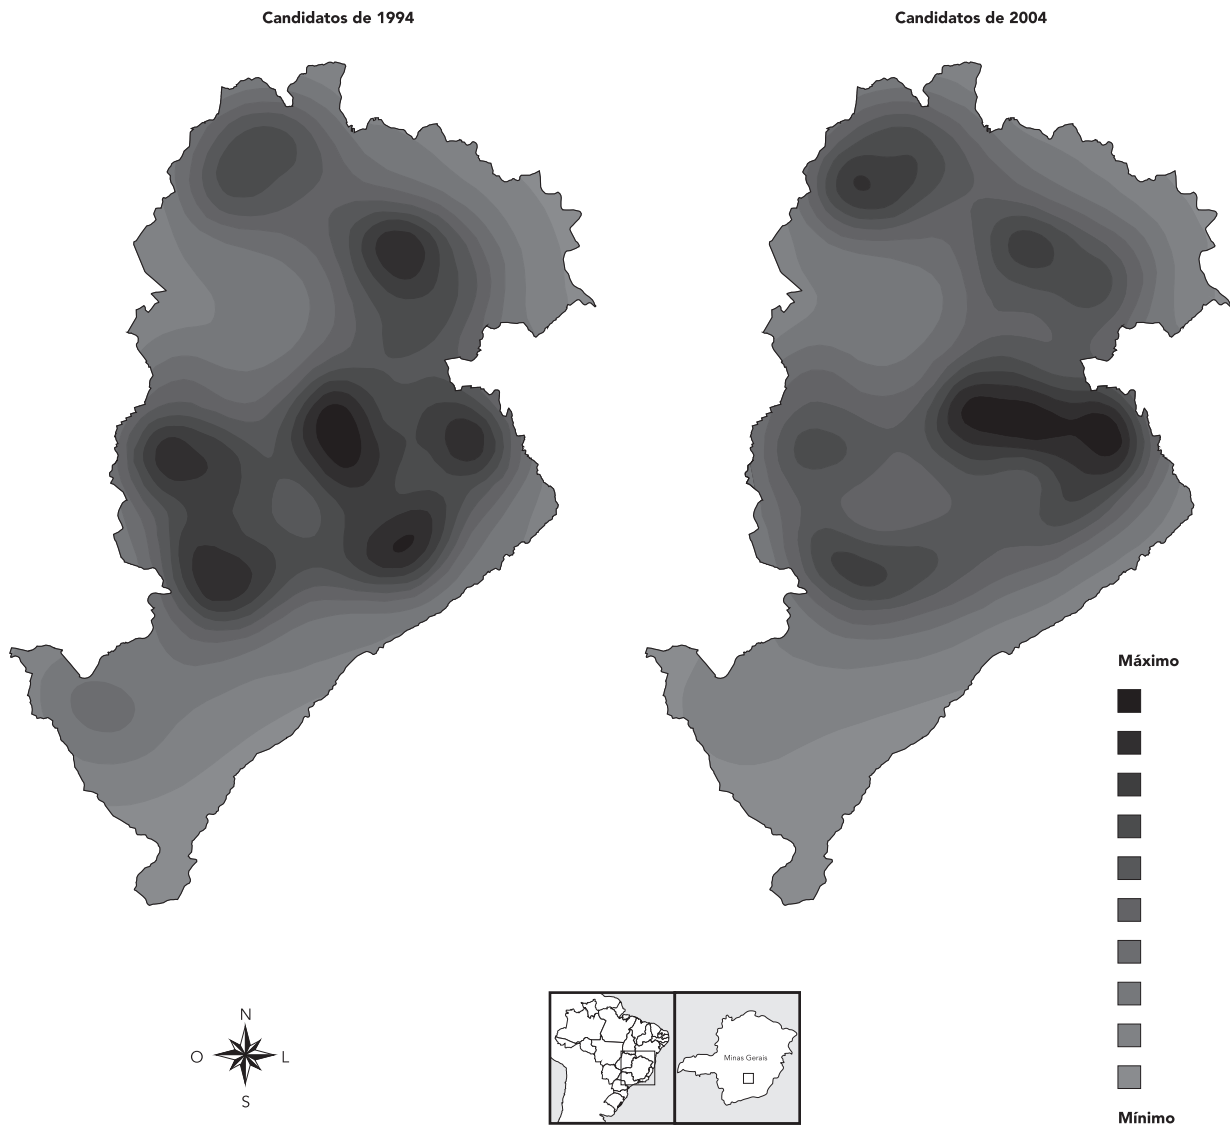 Candidatos de 1994
Candidatos de 2004
Máximo
Mínimo
N
O
L
S
Minas Gerais